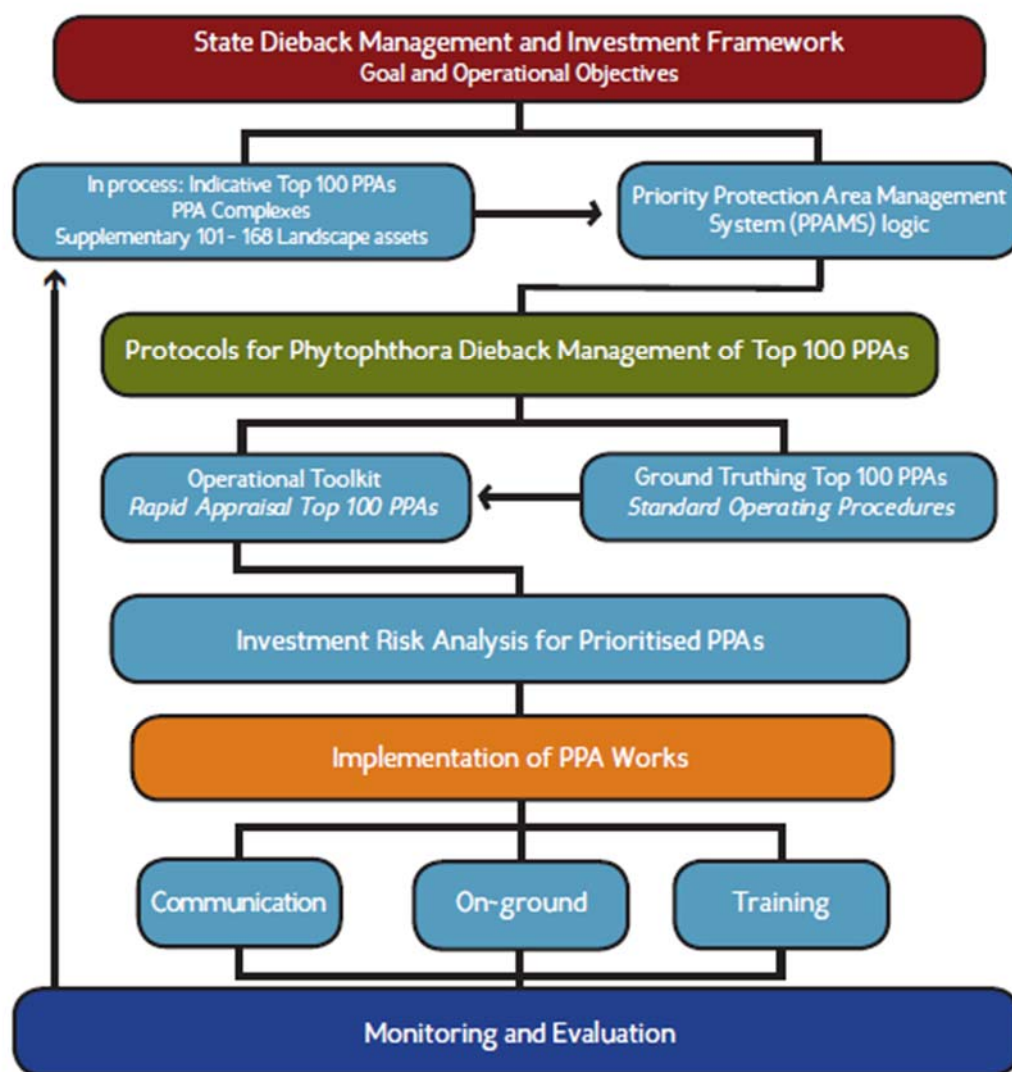 State Dieback Management and Investment Framework
Goal and Operational Objectives
In process: Indicative Top 100 PPAs
PPA Complexes
Supplementary 101 - 168 Landscape assets
Priority Protection Area Management
System (PPAMS) logic
Protocols for Phytophthora Dieback Management of Top 100 PPAs
Operational Toolkit
Rapid Appraisal Top 100 PPAs
Ground Truthing Top 100 PPAs
Standard Operating Procedures
Investment Risk Analysis for Prioritised PPAs
Implementation of PPA Works
Communication
On-ground
Training
Monitoring and Evaluation